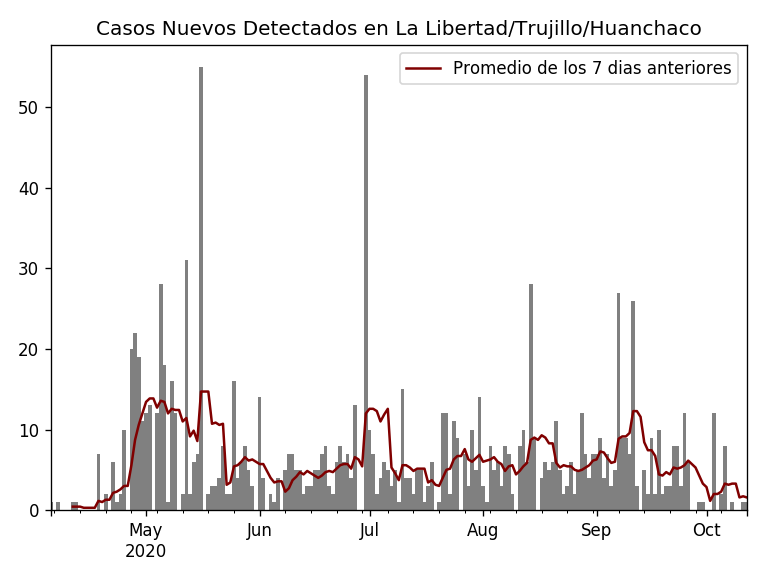 Casos Nuevos Detectados en La Libertad/Trujillo/Huanchaco
Promedio de los 7 dias anteriores
50
40
30
20
10
0
May
2020
Jun
Jul
Aug
Sep
Oct